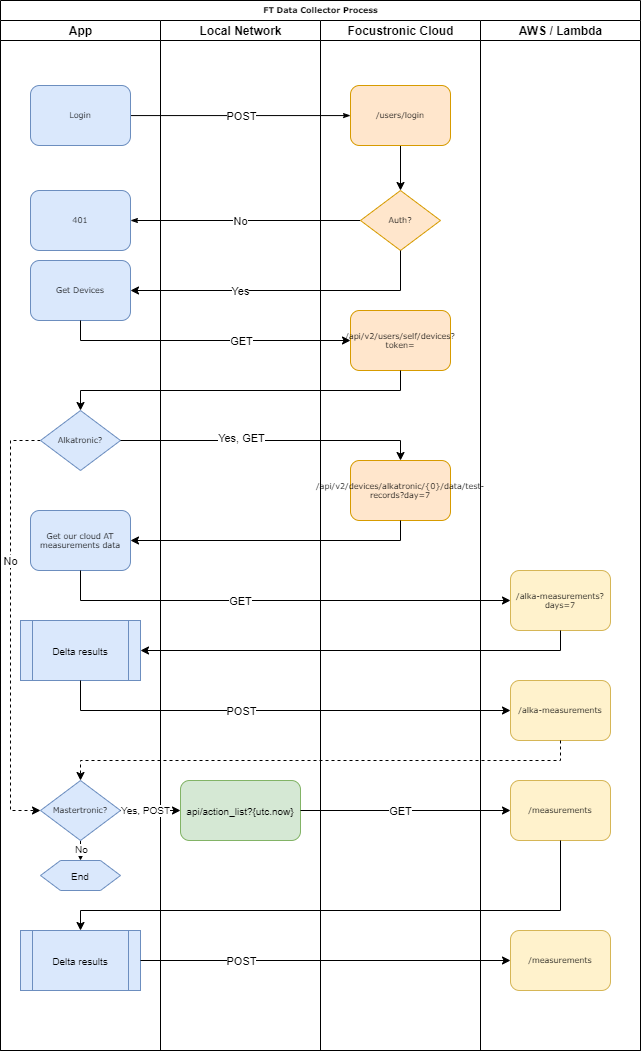 FT Data Collector Process
App
Local Network
Focustronic Cloud
AWS / Lambda
Login
POST
/users/login
401
No
Auth?
Get Devices
Yes
GET
/api/v2/users/self/devices?
token=
Alkatronic?
Yes, GET
/api/v2/devices/alkatronic/{0}/data/test-
records?day=7
Get our cloud AT
measurements data
No
GET
/alka-measurements?
days=7
Delta results
POST
/alka-measurements
Mastertronic?
Yes, POST
api/action_list?{utc.now}
GET
/measurements
No
End
Delta results
POST
/measurements